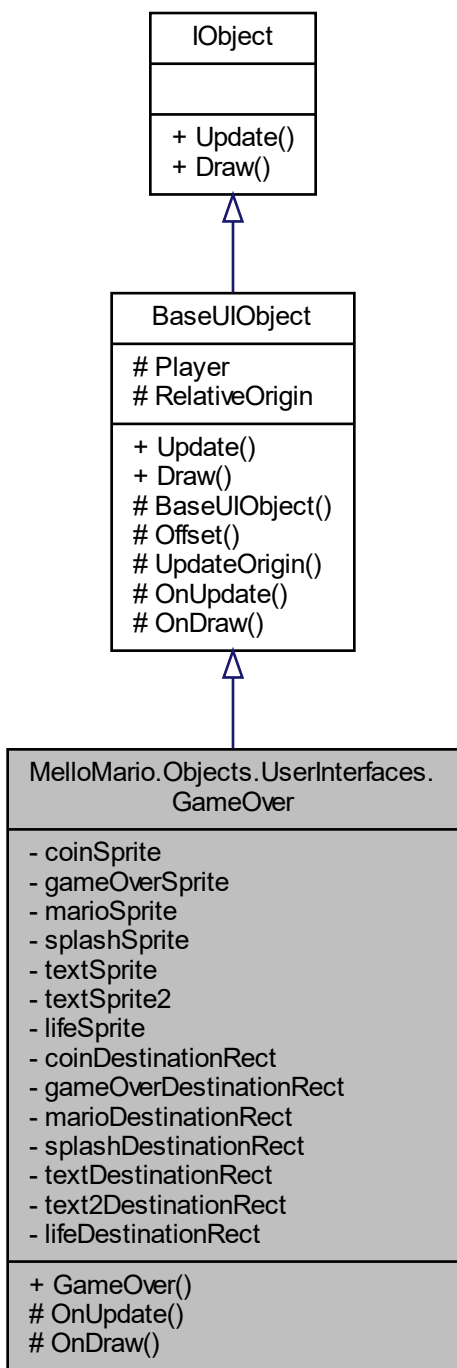 IObject
+ Update()
+ Draw()
BaseUIObject
# Player
# RelativeOrigin
+ Update()
+ Draw()
# BaseUIObject()
# Offset()
# UpdateOrigin()
# OnUpdate()
# OnDraw()
MelloMario.Objects.UserInterfaces.
GameOver
- coinSprite
- gameOverSprite
- marioSprite
- splashSprite
- textSprite
- textSprite2
- lifeSprite
- coinDestinationRect
- gameOverDestinationRect
- marioDestinationRect
- splashDestinationRect
- textDestinationRect
- text2DestinationRect
- lifeDestinationRect
+ GameOver()
# OnUpdate()
# OnDraw()